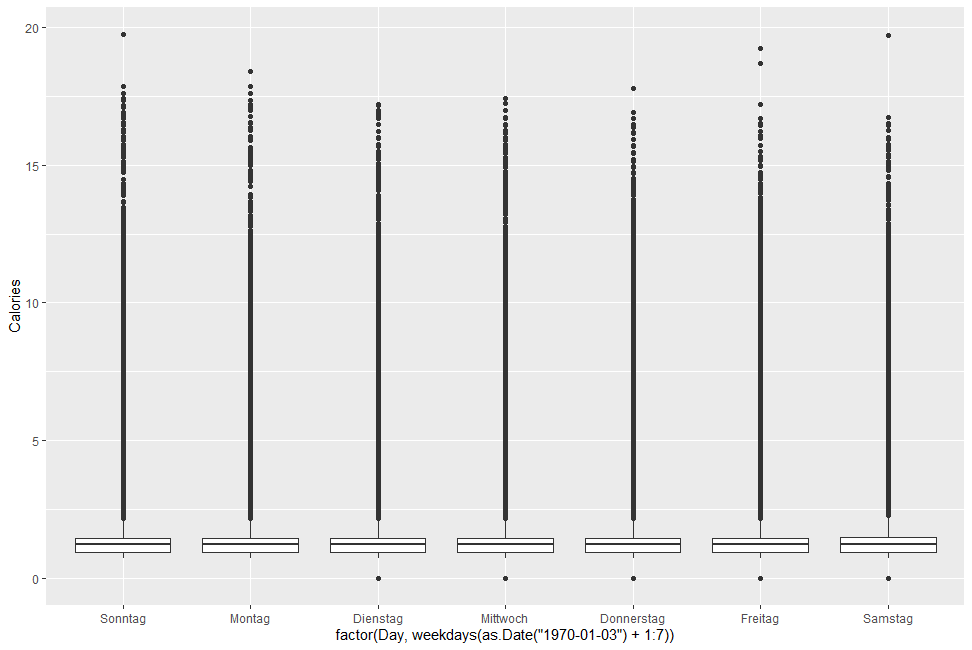 20
15
10
5
0
Calories
Sonntag Montag Dienstag Mittwoch Donnerstag Freitag Samstag
factor(Day, weekdays(as.Date("1970-01-03") + 1:7))